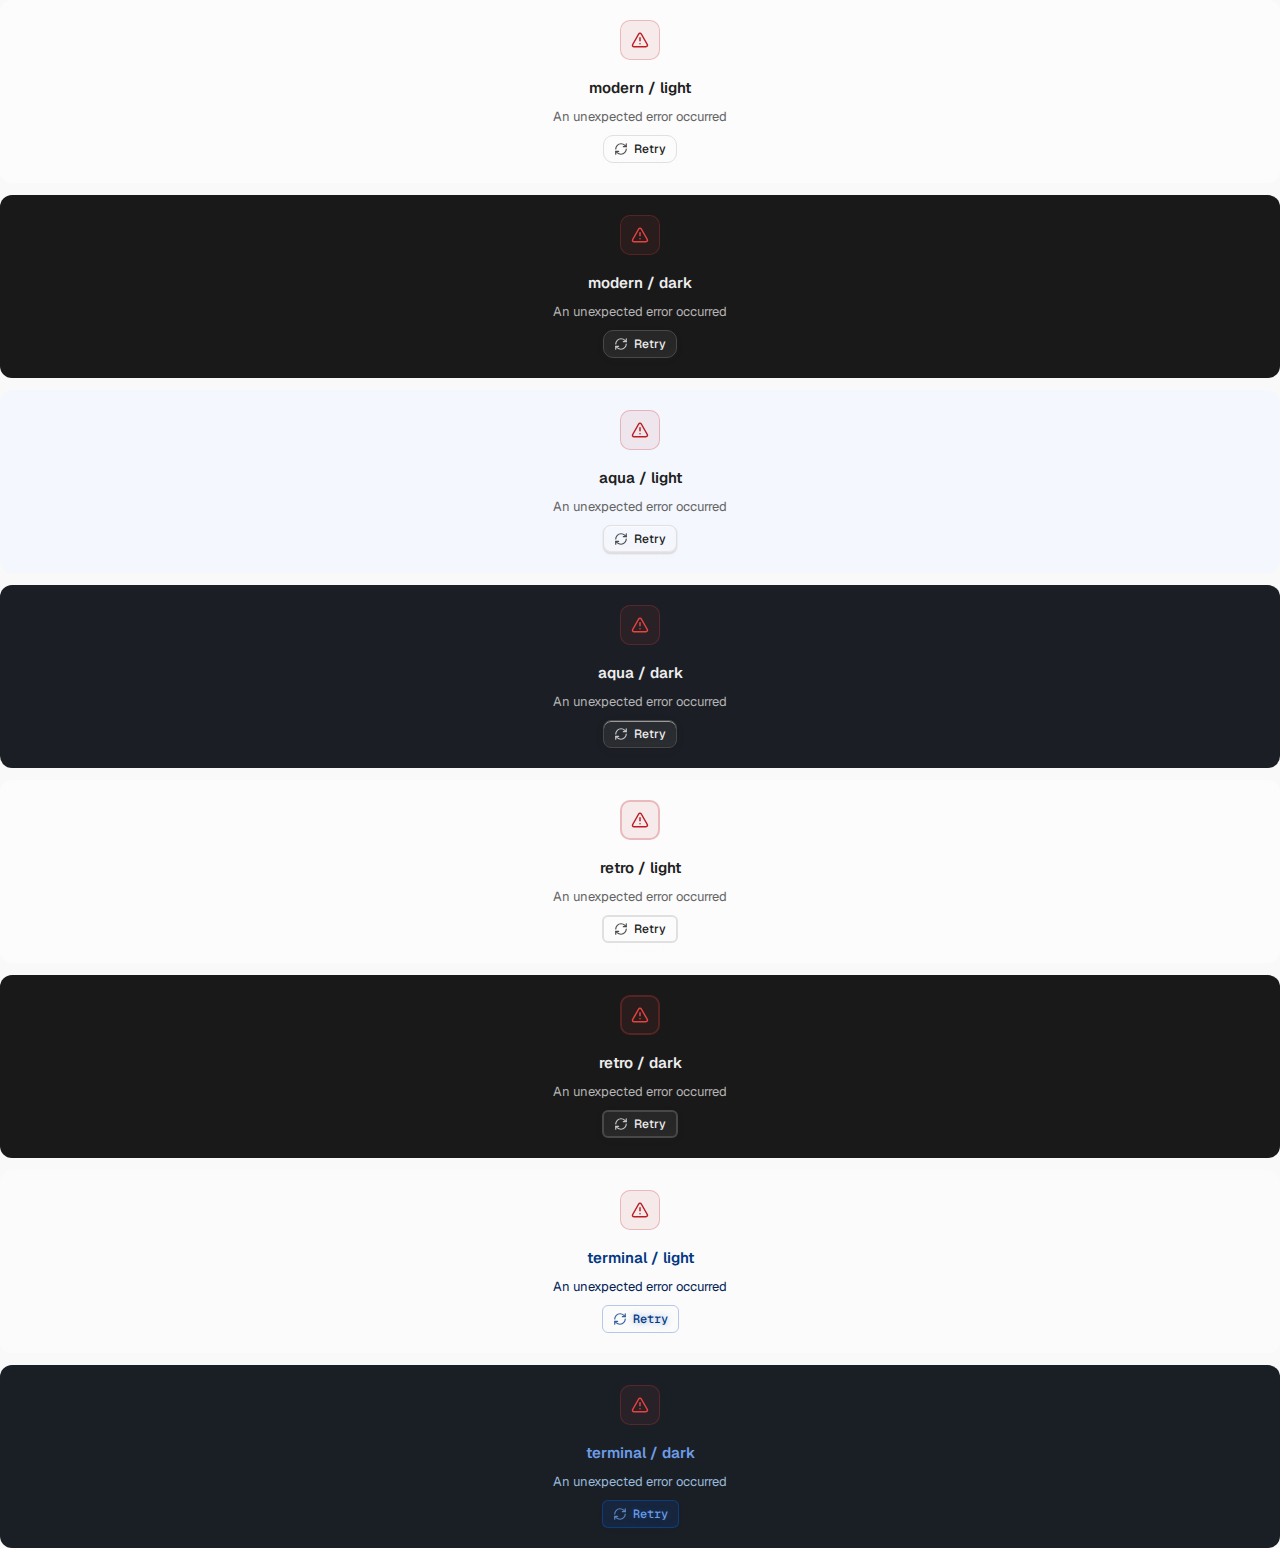 modern / light
An unexpected error occurred
Retry
modern / dark
An unexpected error occurred
Retry
aqua / light
An unexpected error occurred
Retry
aqua / dark
An unexpected error occurred
Retry
retro / light
An unexpected error occurred
Retry
retro / dark
An unexpected error occurred
Retry
terminal / light
An unexpected error occurred
Retry
terminal / dark
An unexpected error occurred
Retry